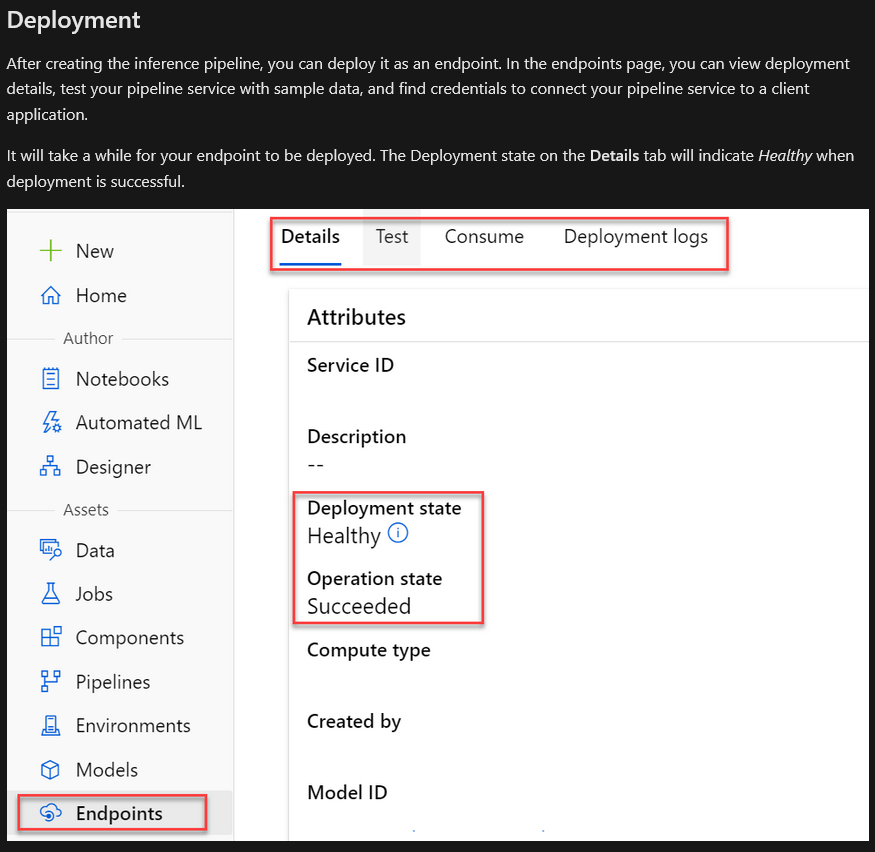 Deployment
After creating the inference pipeline, you can deploy it as an endpoint. In the endpoints page, you can view deployment
details, test your pipeline service with sample data, and find credentials to connect your pipeline service to a client
application.
It will take a while for your endpoint to be deployed. The Deployment state on the Details tab will indicate Healthy when
deployment is successful.
New
Home
Author
Notebooks
Automated ML
Designer
Assets
Data
Jobs
Components
Pipelines
Environments
Models
Endpoints
Details Test Consume Deployment logs
Attributes
Service ID
Description
--
Deployment state
Healthy
Operation state
Succeeded
Compute type
Created by
Model ID